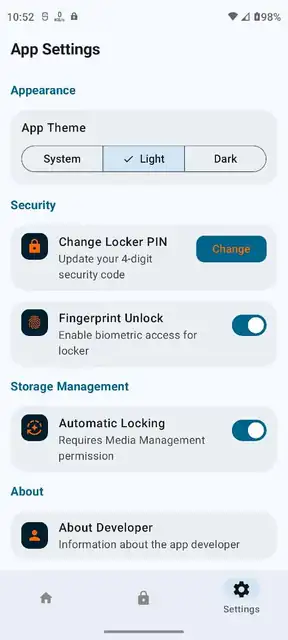 10:52 98%
App Settings
Appearance
App Theme
System Light Dark
Security
Change Locker PIN
Update your 4-digit
security code
Change
Fingerprint Unlock
Enable biometric access for
locker
Storage Management
Automatic Locking
Requires Media Management
permission
About
About Developer
Information about the app developer
Settings